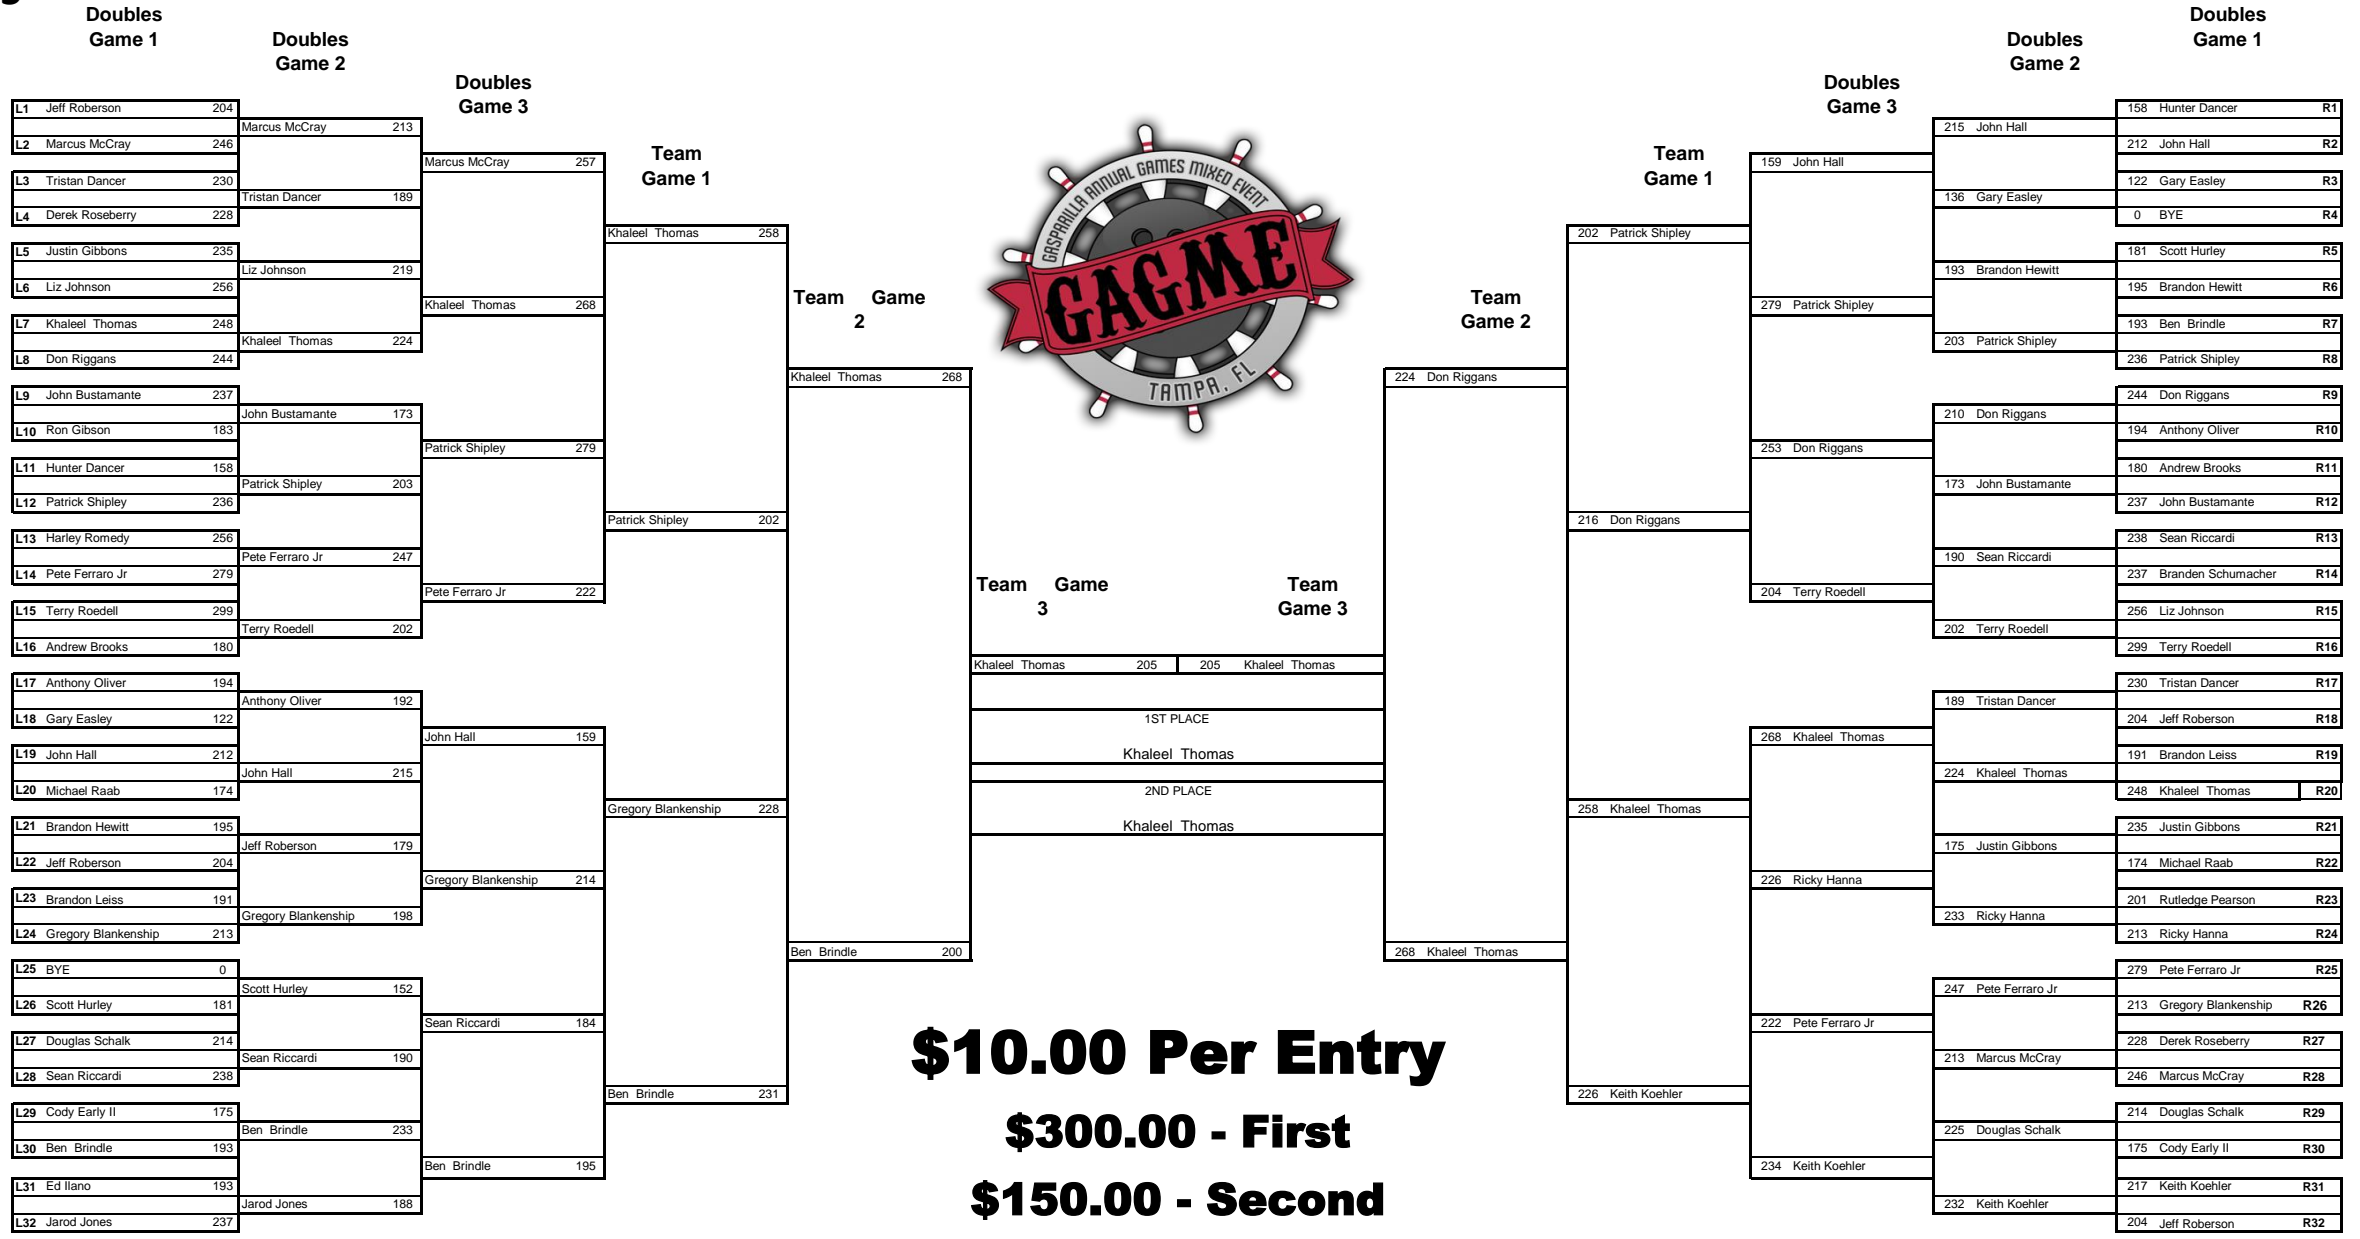 Doubles
Game 1
Doubles
Game 2
Doubles
Game 3
Team
Game 1
Team Game
2
Team Game
3
L1 Jeff Roberson 204
L2 Marcus McCray 246
L3 Tristan Dancer 230
L4 Derek Roseberry 228
L5 Justin Gibbons 235
L6 Liz Johnson 256
L7 Khaleel Thomas 248
L8 Don Riggans 244
L9 John Bustamante 237
L10 Ron Gibson 183
L11 Hunter Dancer 158
L12 Patrick Shipley 236
L13 Harley Romedy 256
L14 Pete Ferraro Jr 279
L15 Terry Roedell 299
L16 Andrew Brooks 180
L17 Anthony Oliver 194
L18 Gary Easley 122
L19 John Hall 212
L20 Michael Raab 174
L21 Brandon Hewitt 195
L22 Jeff Roberson 204
L23 Brandon Leiss 191
L24 Gregory Blankenship 213
L25 BYE 0
L26 Scott Hurley 181
L27 Douglas Schalk 214
L28 Sean Riccardi 238
L29 Cody Early II 175
L30 Ben Brindle 193
L31 Ed Ilano 193
L32 Jarod Jones 237
Marcus McCray 213
Tristan Dancer 189
Liz Johnson 219
Khaleel Thomas 224
John Bustamante 173
Patrick Shipley 203
Pete Ferraro Jr 247
Terry Roedell 202
Anthony Oliver 192
John Hall 215
Jeff Roberson 179
Gregory Blankenship 198
Scott Hurley 152
Sean Riccardi 190
Ben Brindle 233
Jarod Jones 188
Marcus McCray 257
Khaleel Thomas 268
Patrick Shipley 279
Pete Ferraro Jr 222
John Hall 159
Gregory Blankenship 214
Sean Riccardi 184
Ben Brindle 195
Khaleel Thomas 258
Patrick Shipley 202
Gregory Blankenship 228
Ben Brindle 231
Khaleel Thomas 268
Ben Brindle 200
GASPARILLA ANNUAL GAMES MIXED EVENT
GAGME
TAMPA, FL
Khaleel Thomas 205 205 Khaleel Thomas
1ST PLACE
Khaleel Thomas
2ND PLACE
Khaleel Thomas
$10.00 Per Entry
$300.00 - First
$150.00 - Second
Team
Game 3
Team
Game 2
Team
Game 1
Doubles
Game 3
Doubles
Game 2
Doubles
Game 1
224 Don Riggans
268 Khaleel Thomas
202 Patrick Shipley
216 Don Riggans
258 Khaleel Thomas
226 Keith Koehler
159 John Hall
279 Patrick Shipley
253 Don Riggans
204 Terry Roedell
268 Khaleel Thomas
226 Ricky Hanna
222 Pete Ferraro Jr
234 Keith Koehler
215 John Hall
136 Gary Easley
193 Brandon Hewitt
203 Patrick Shipley
210 Don Riggans
173 John Bustamante
190 Sean Riccardi
202 Terry Roedell
189 Tristan Dancer
224 Khaleel Thomas
175 Justin Gibbons
233 Ricky Hanna
247 Pete Ferraro Jr
213 Marcus McCray
225 Douglas Schalk
232 Keith Koehler
158 Hunter Dancer R1
212 John Hall R2
122 Gary Easley R3
0 BYE R4
181 Scott Hurley R5
195 Brandon Hewitt R6
193 Ben Brindle R7
236 Patrick Shipley R8
244 Don Riggans R9
194 Anthony Oliver R10
180 Andrew Brooks R11
237 John Bustamante R12
238 Sean Riccardi R13
237 Branden Schumacher R14
256 Liz Johnson R15
299 Terry Roedell R16
230 Tristan Dancer R17
204 Jeff Roberson R18
191 Brandon Leiss R19
248 Khaleel Thomas R20
235 Justin Gibbons R21
174 Michael Raab R22
201 Rutledge Pearson R23
213 Ricky Hanna R24
279 Pete Ferraro Jr R25
213 Gregory Blankenship R26
228 Derek Roseberry R27
246 Marcus McCray R28
214 Douglas Schalk R29
175 Cody Early II R30
217 Keith Koehler R31
204 Jeff Roberson R32